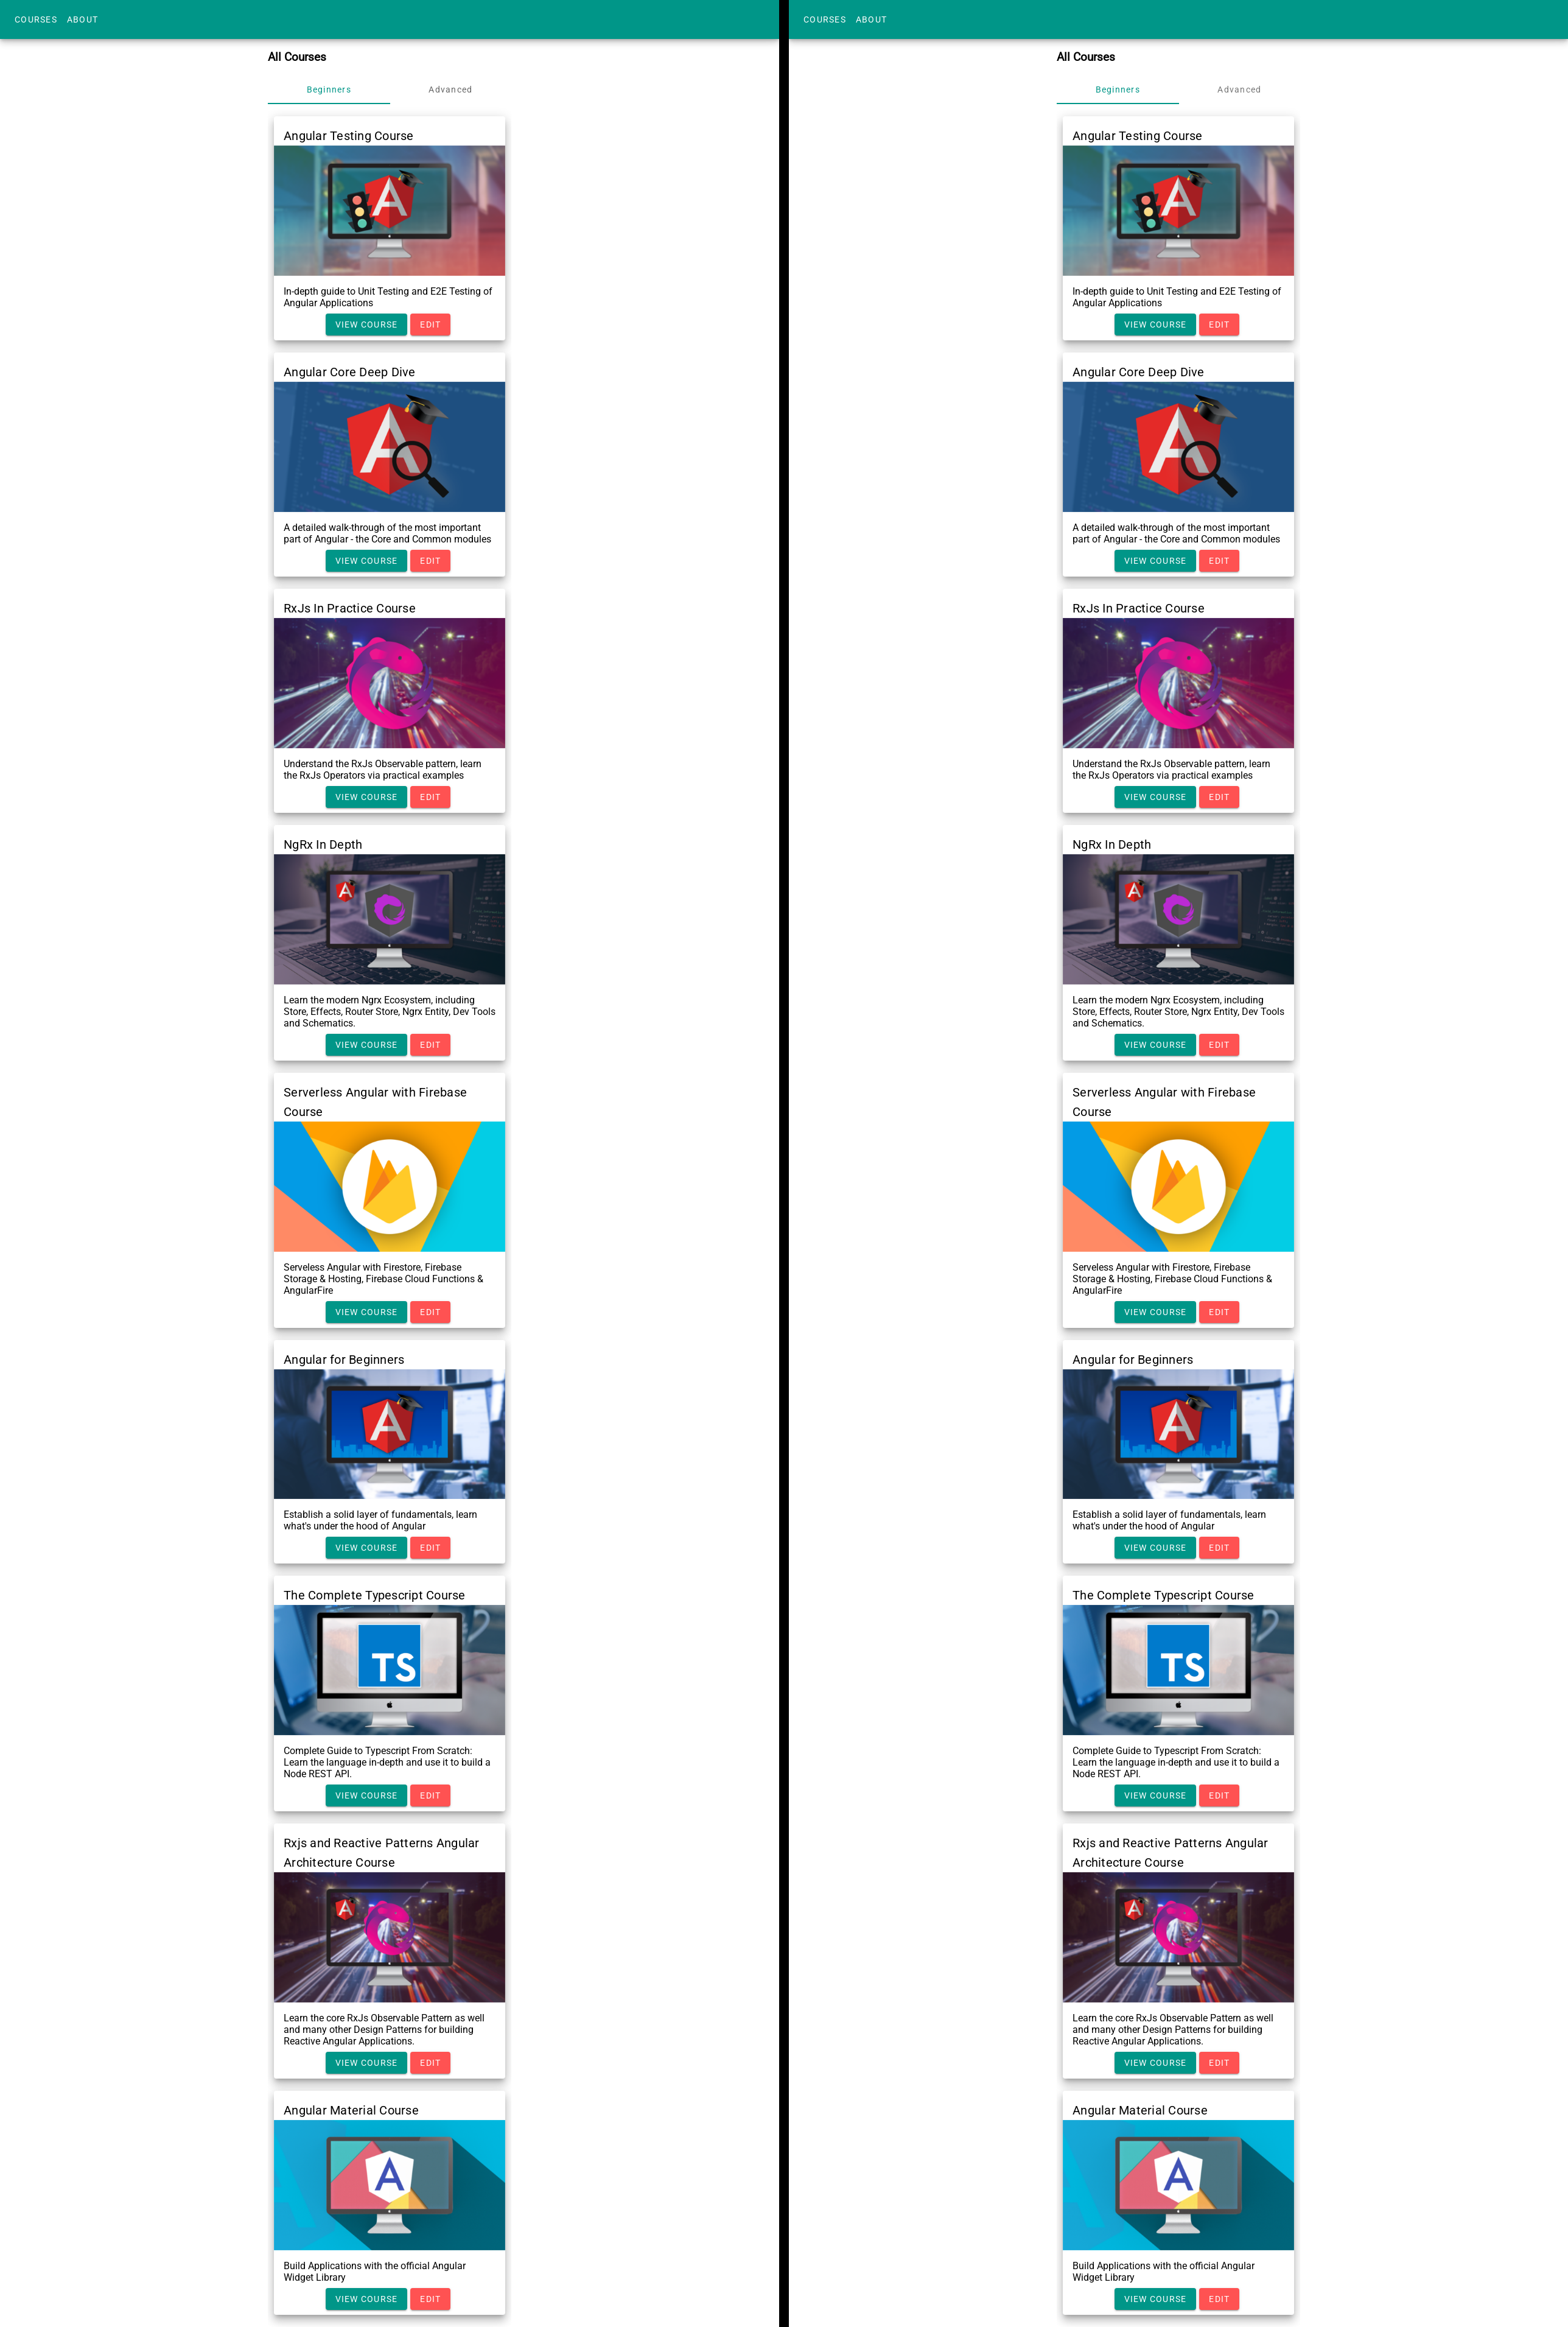 COURSES ABOUT
All Courses
Beginners Advanced
Angular Testing Course
In-depth guide to Unit Testing and E2E Testing of
Angular Applications
VIEW COURSE EDIT
Angular Core Deep Dive
A detailed walk-through of the most important
part of Angular - the Core and Common modules
VIEW COURSE EDIT
RxJs In Practice Course
Understand the RxJs Observable pattern, learn
the RxJs Operators via practical examples
VIEW COURSE EDIT
NgRx In Depth
Learn the modern Ngrx Ecosystem, including
Store, Effects, Router Store, Ngrx Entity, Dev Tools
and Schematics.
VIEW COURSE EDIT
Serverless Angular with Firebase
Course
Serveless Angular with Firestore, Firebase
Storage & Hosting, Firebase Cloud Functions &
AngularFire
VIEW COURSE EDIT
Angular for Beginners
Establish a solid layer of fundamentals, learn
what's under the hood of Angular
VIEW COURSE EDIT
The Complete Typescript Course
TS
Complete Guide to Typescript From Scratch:
Learn the language in-depth and use it to build a
Node REST API.
VIEW COURSE EDIT
Rxjs and Reactive Patterns Angular
Architecture Course
Learn the core RxJs Observable Pattern as well
and many other Design Patterns for building
Reactive Angular Applications.
VIEW COURSE EDIT
Angular Material Course
Build Applications with the official Angular
Widget Library
VIEW COURSE EDIT
COURSES ABOUT
All Courses
Beginners Advanced
Angular Testing Course
In-depth guide to Unit Testing and E2E Testing of
Angular Applications
VIEW COURSE EDIT
Angular Core Deep Dive
A detailed walk-through of the most important
part of Angular - the Core and Common modules
VIEW COURSE EDIT
RxJs In Practice Course
Understand the RxJs Observable pattern, learn
the RxJs Operators via practical examples
VIEW COURSE EDIT
NgRx In Depth
Learn the modern Ngrx Ecosystem, including
Store, Effects, Router Store, Ngrx Entity, Dev Tools
and Schematics.
VIEW COURSE EDIT
Serverless Angular with Firebase
Course
Serveless Angular with Firestore, Firebase
Storage & Hosting, Firebase Cloud Functions &
AngularFire
VIEW COURSE EDIT
Angular for Beginners
Establish a solid layer of fundamentals, learn
what's under the hood of Angular
VIEW COURSE EDIT
The Complete Typescript Course
TS
Complete Guide to Typescript From Scratch:
Learn the language in-depth and use it to build a
Node REST API.
VIEW COURSE EDIT
Rxjs and Reactive Patterns Angular
Architecture Course
Learn the core RxJs Observable Pattern as well
and many other Design Patterns for building
Reactive Angular Applications.
VIEW COURSE EDIT
Angular Material Course
Build Applications with the official Angular
Widget Library
VIEW COURSE EDIT